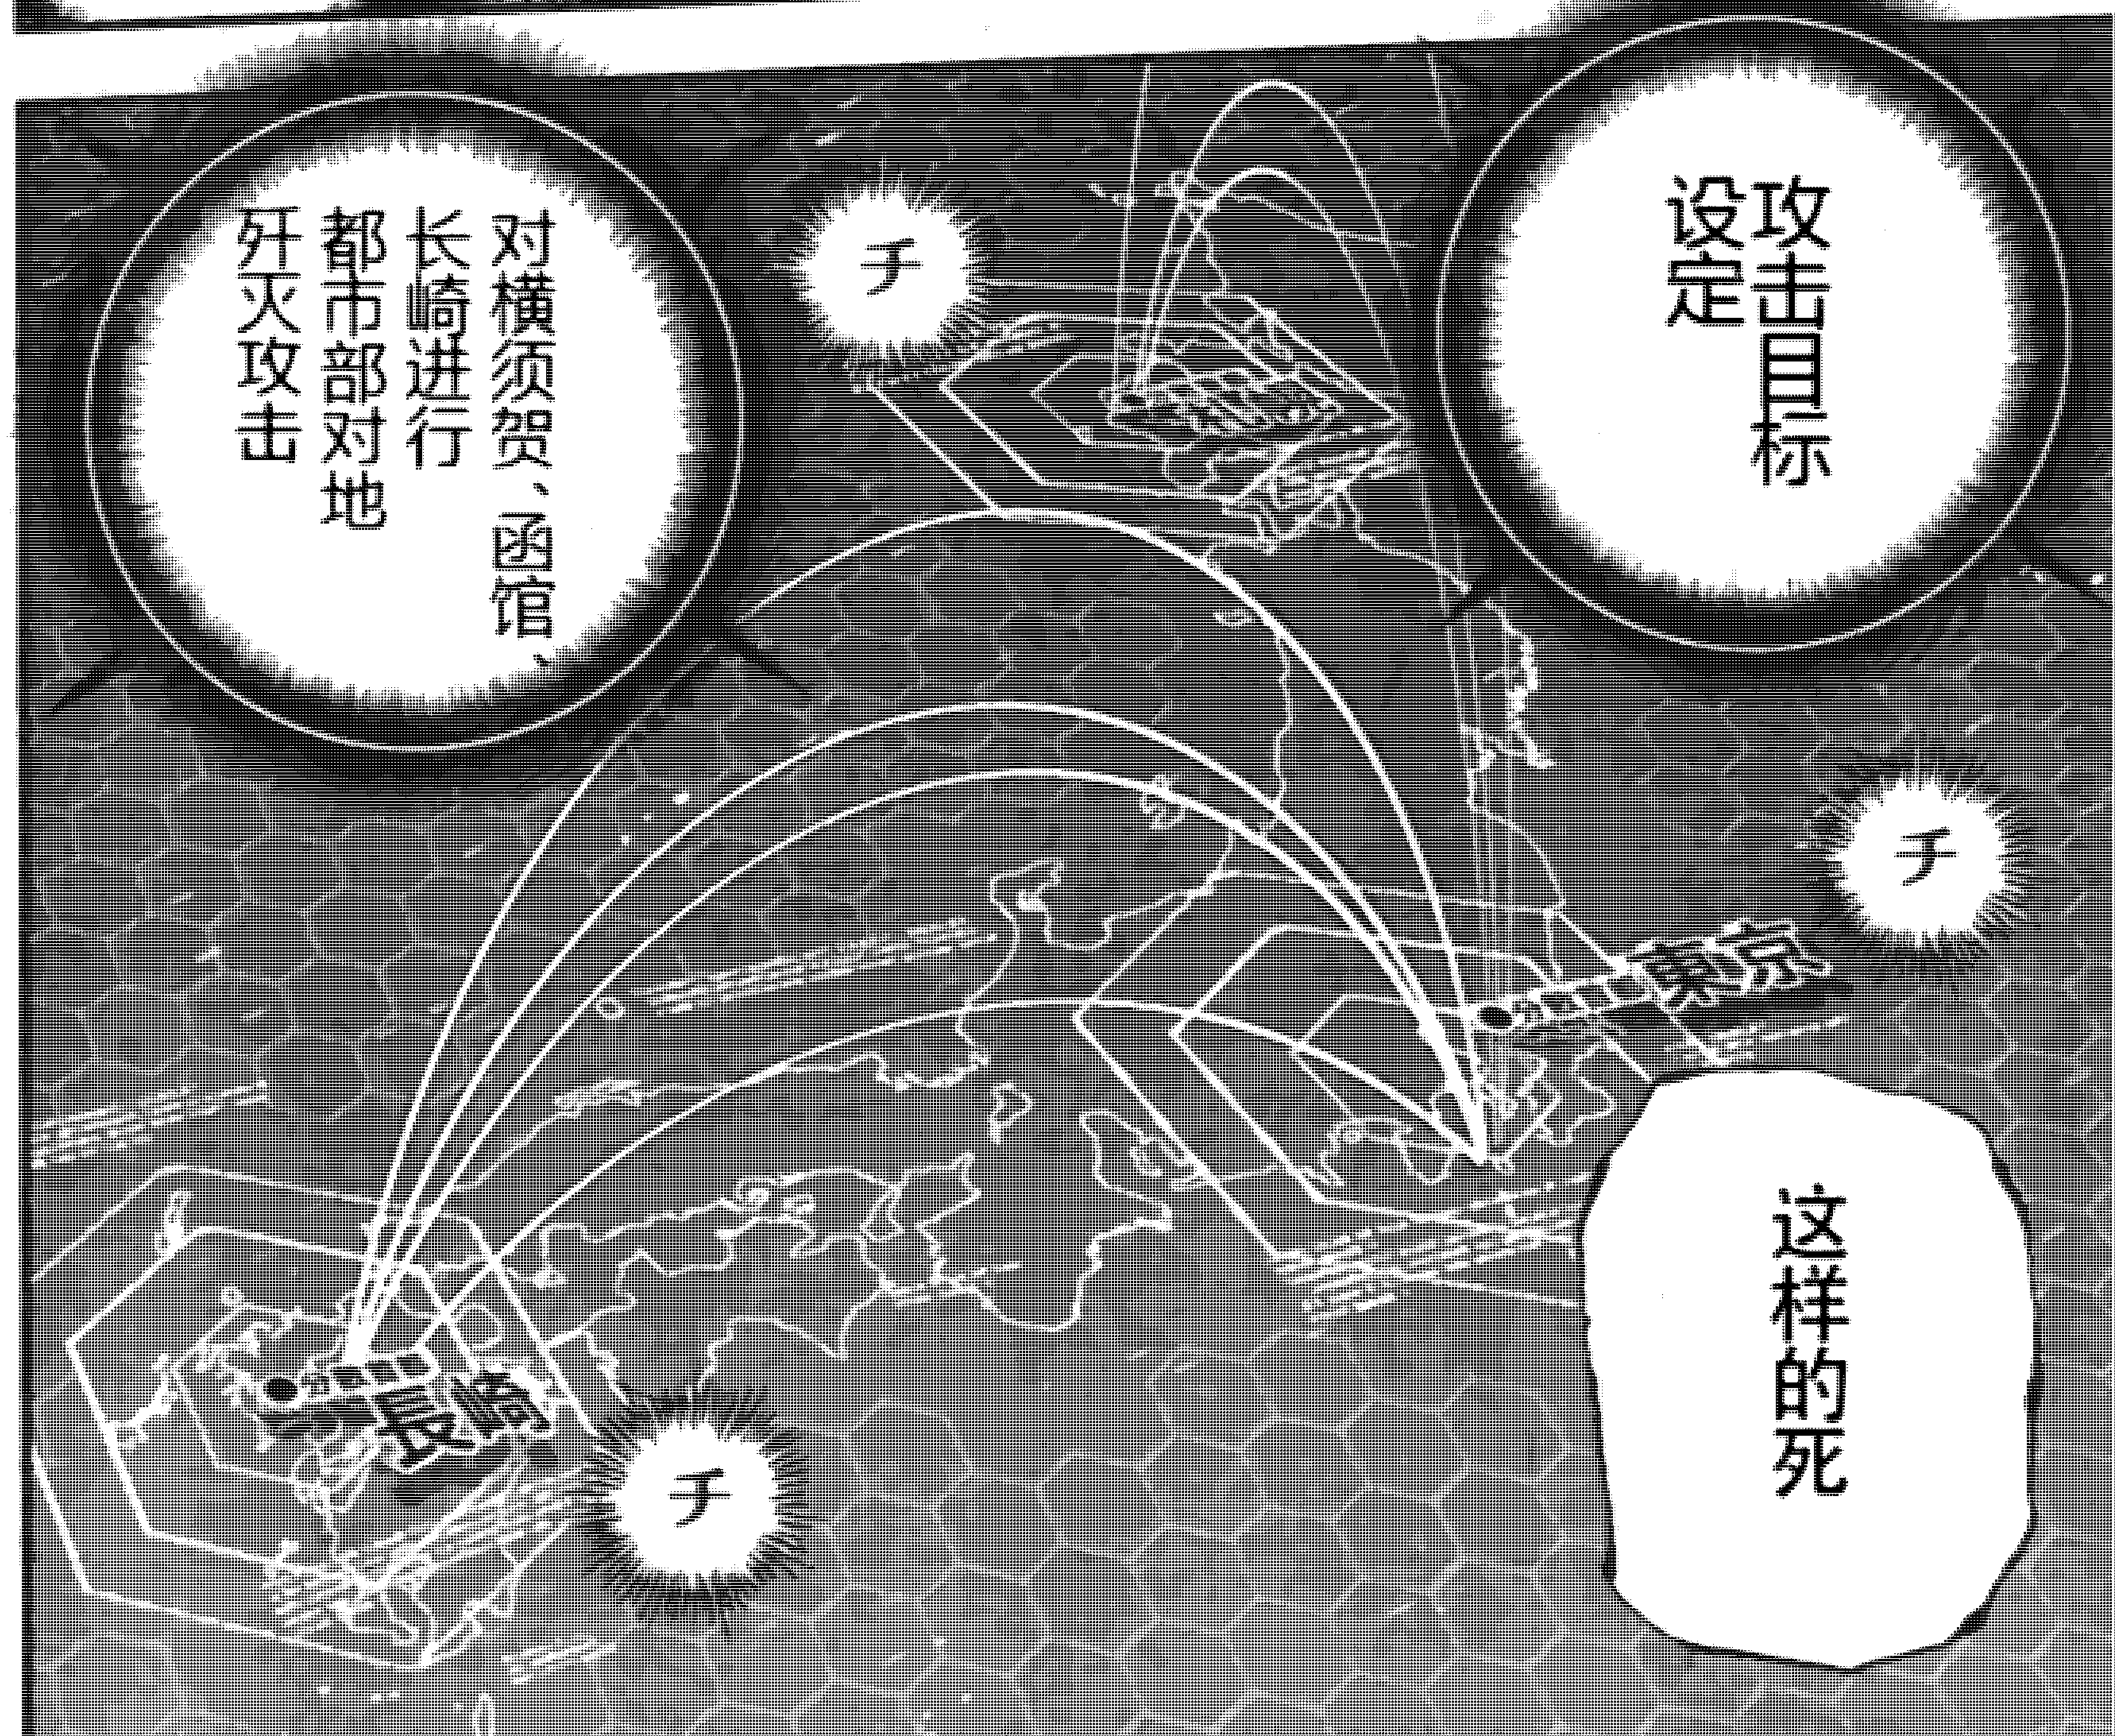 攻击目标
设定
チ
对横须贺、函馆、
长崎进行
都市部对地
歼灭攻击
チ
東京
这样的死
長崎
チ